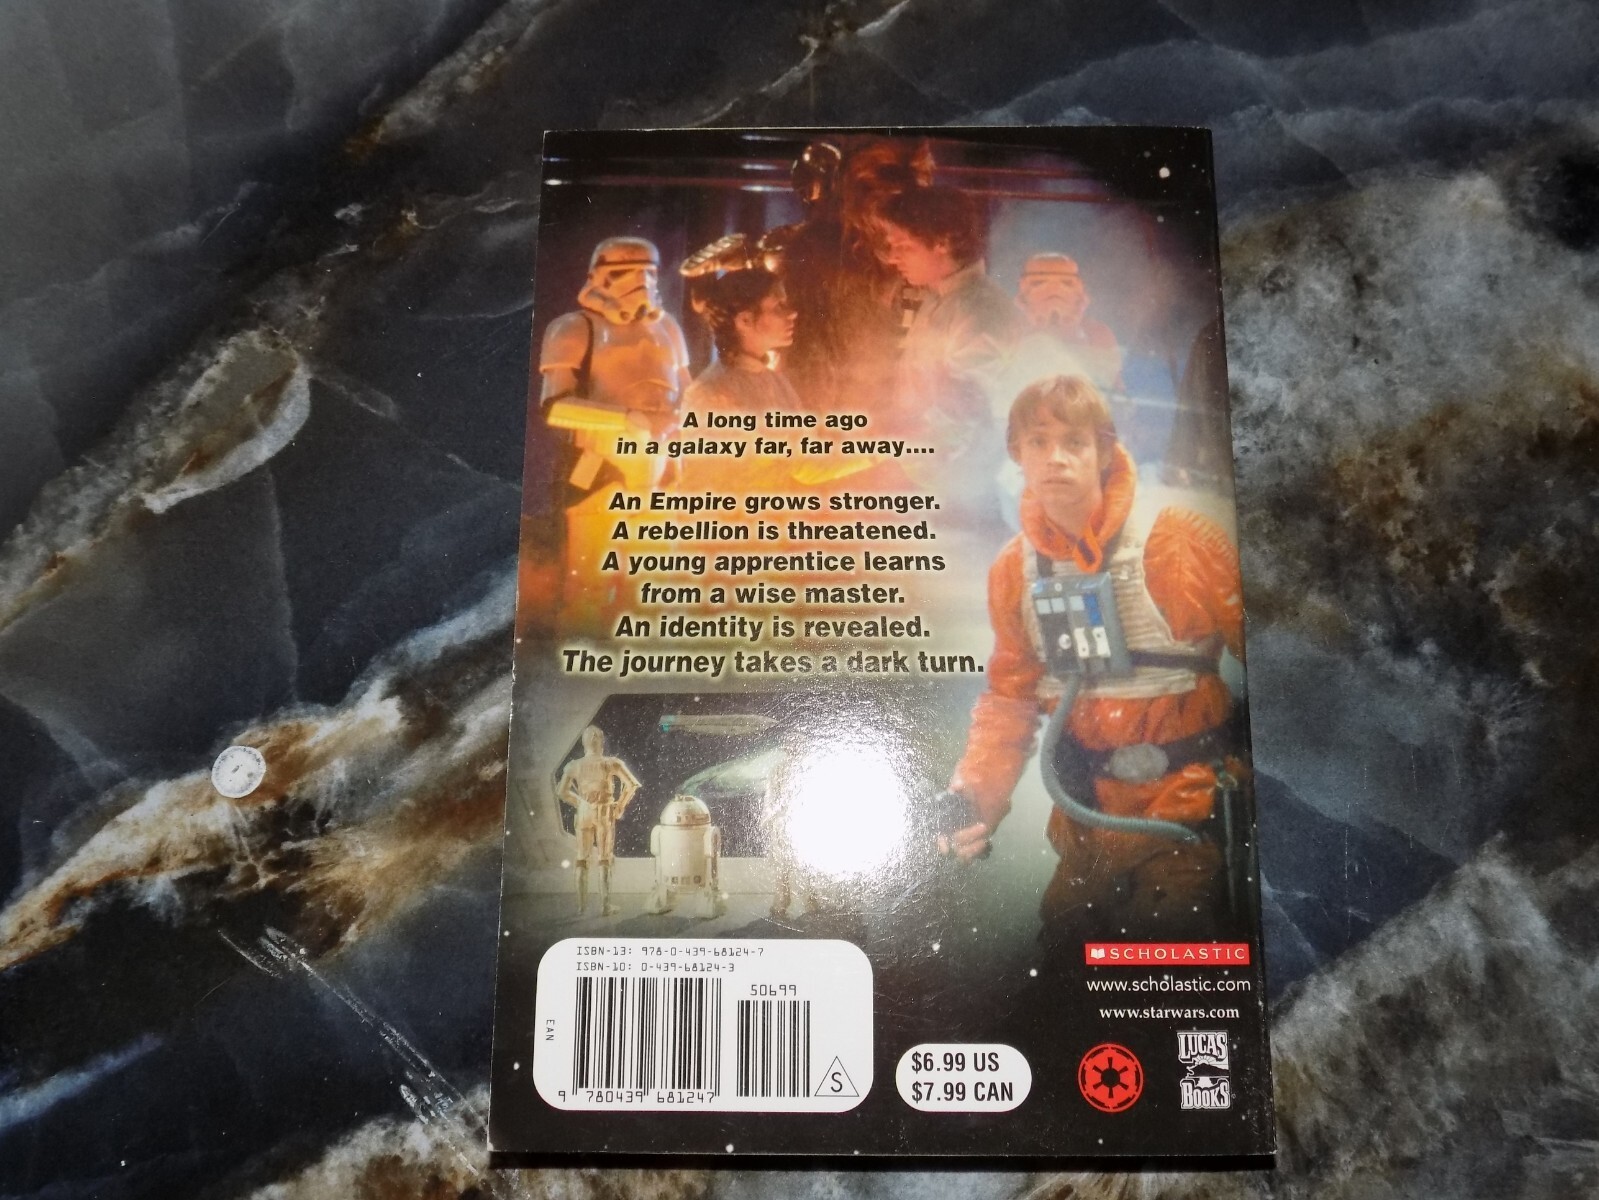 A long time ago
in a galaxy far, far away....
An Empire grows stronger.
A rebellion is threatened.
A young apprentice learns
from a wise master.
An identity is revealed.
The journey takes a dark turn.
ISBN-13: 978-0-439-68124-7
ISBN-10: 0-439-68124-3
50699
EAN
9 780439 681247
S
$6.99 US
$7.99 CAN
SCHOLASTIC
www.scholastic.com
www.starwars.com
LUCAS
BOOKS